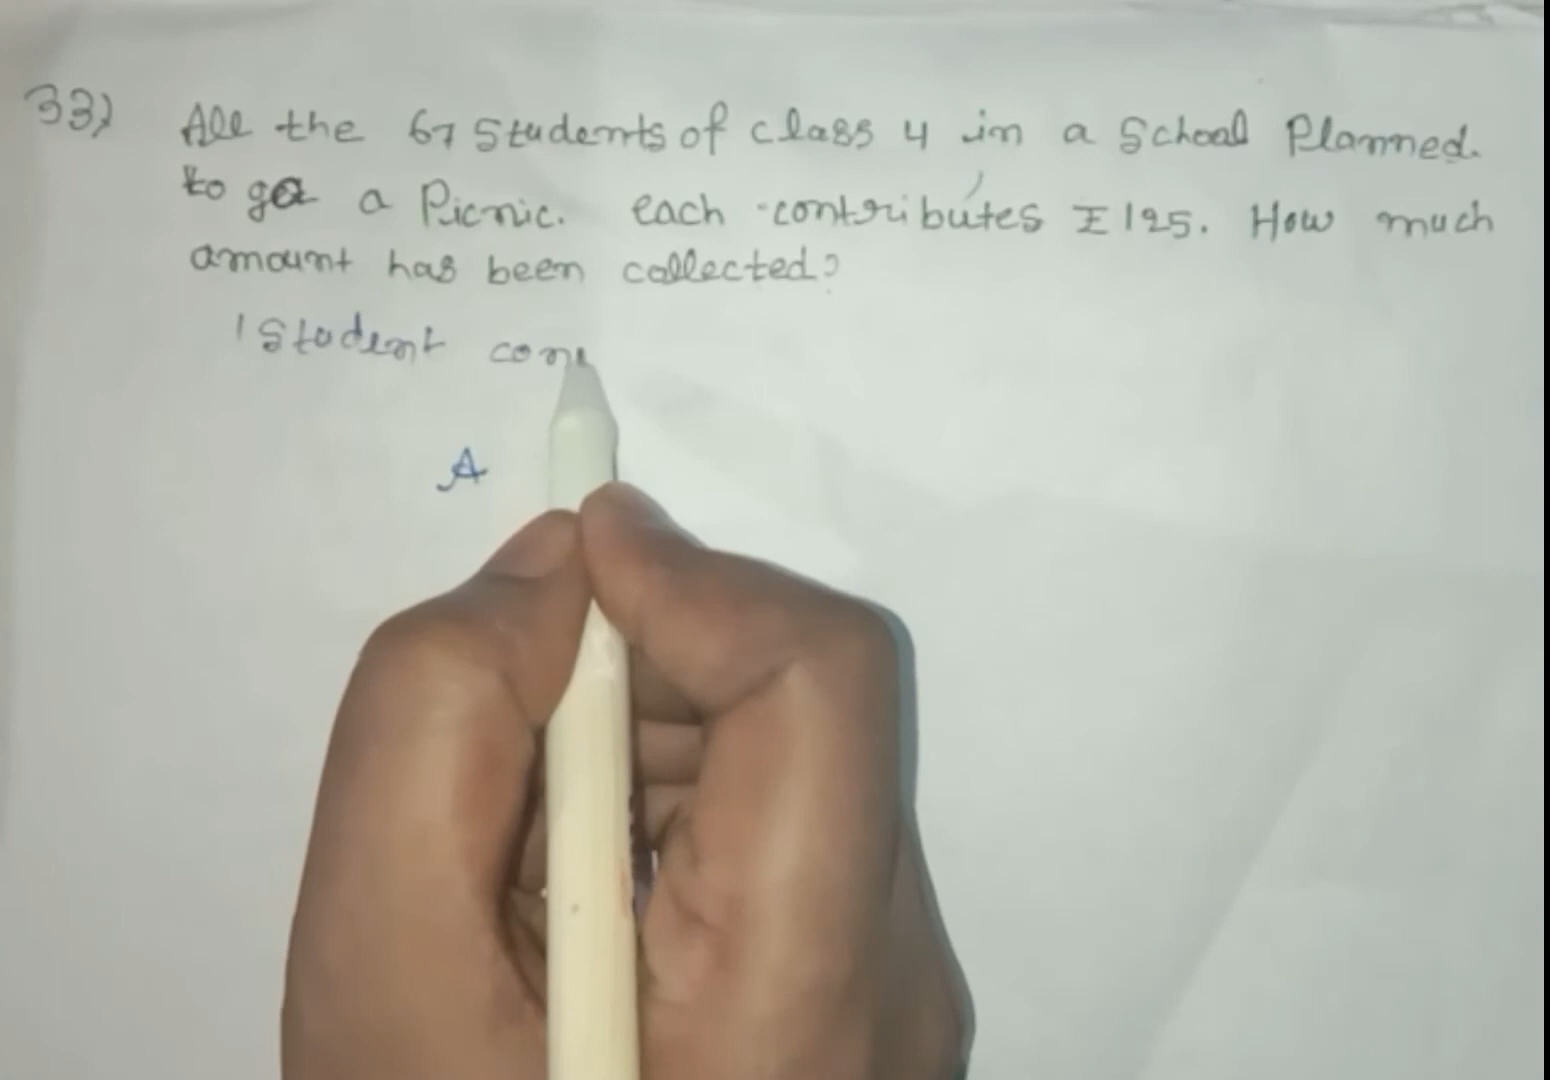 33) All the 67 Students of class 4 in a School Planned.
to go a Picnic. each contributes ₹125. How much
amount has been collected?
1 Student con
A